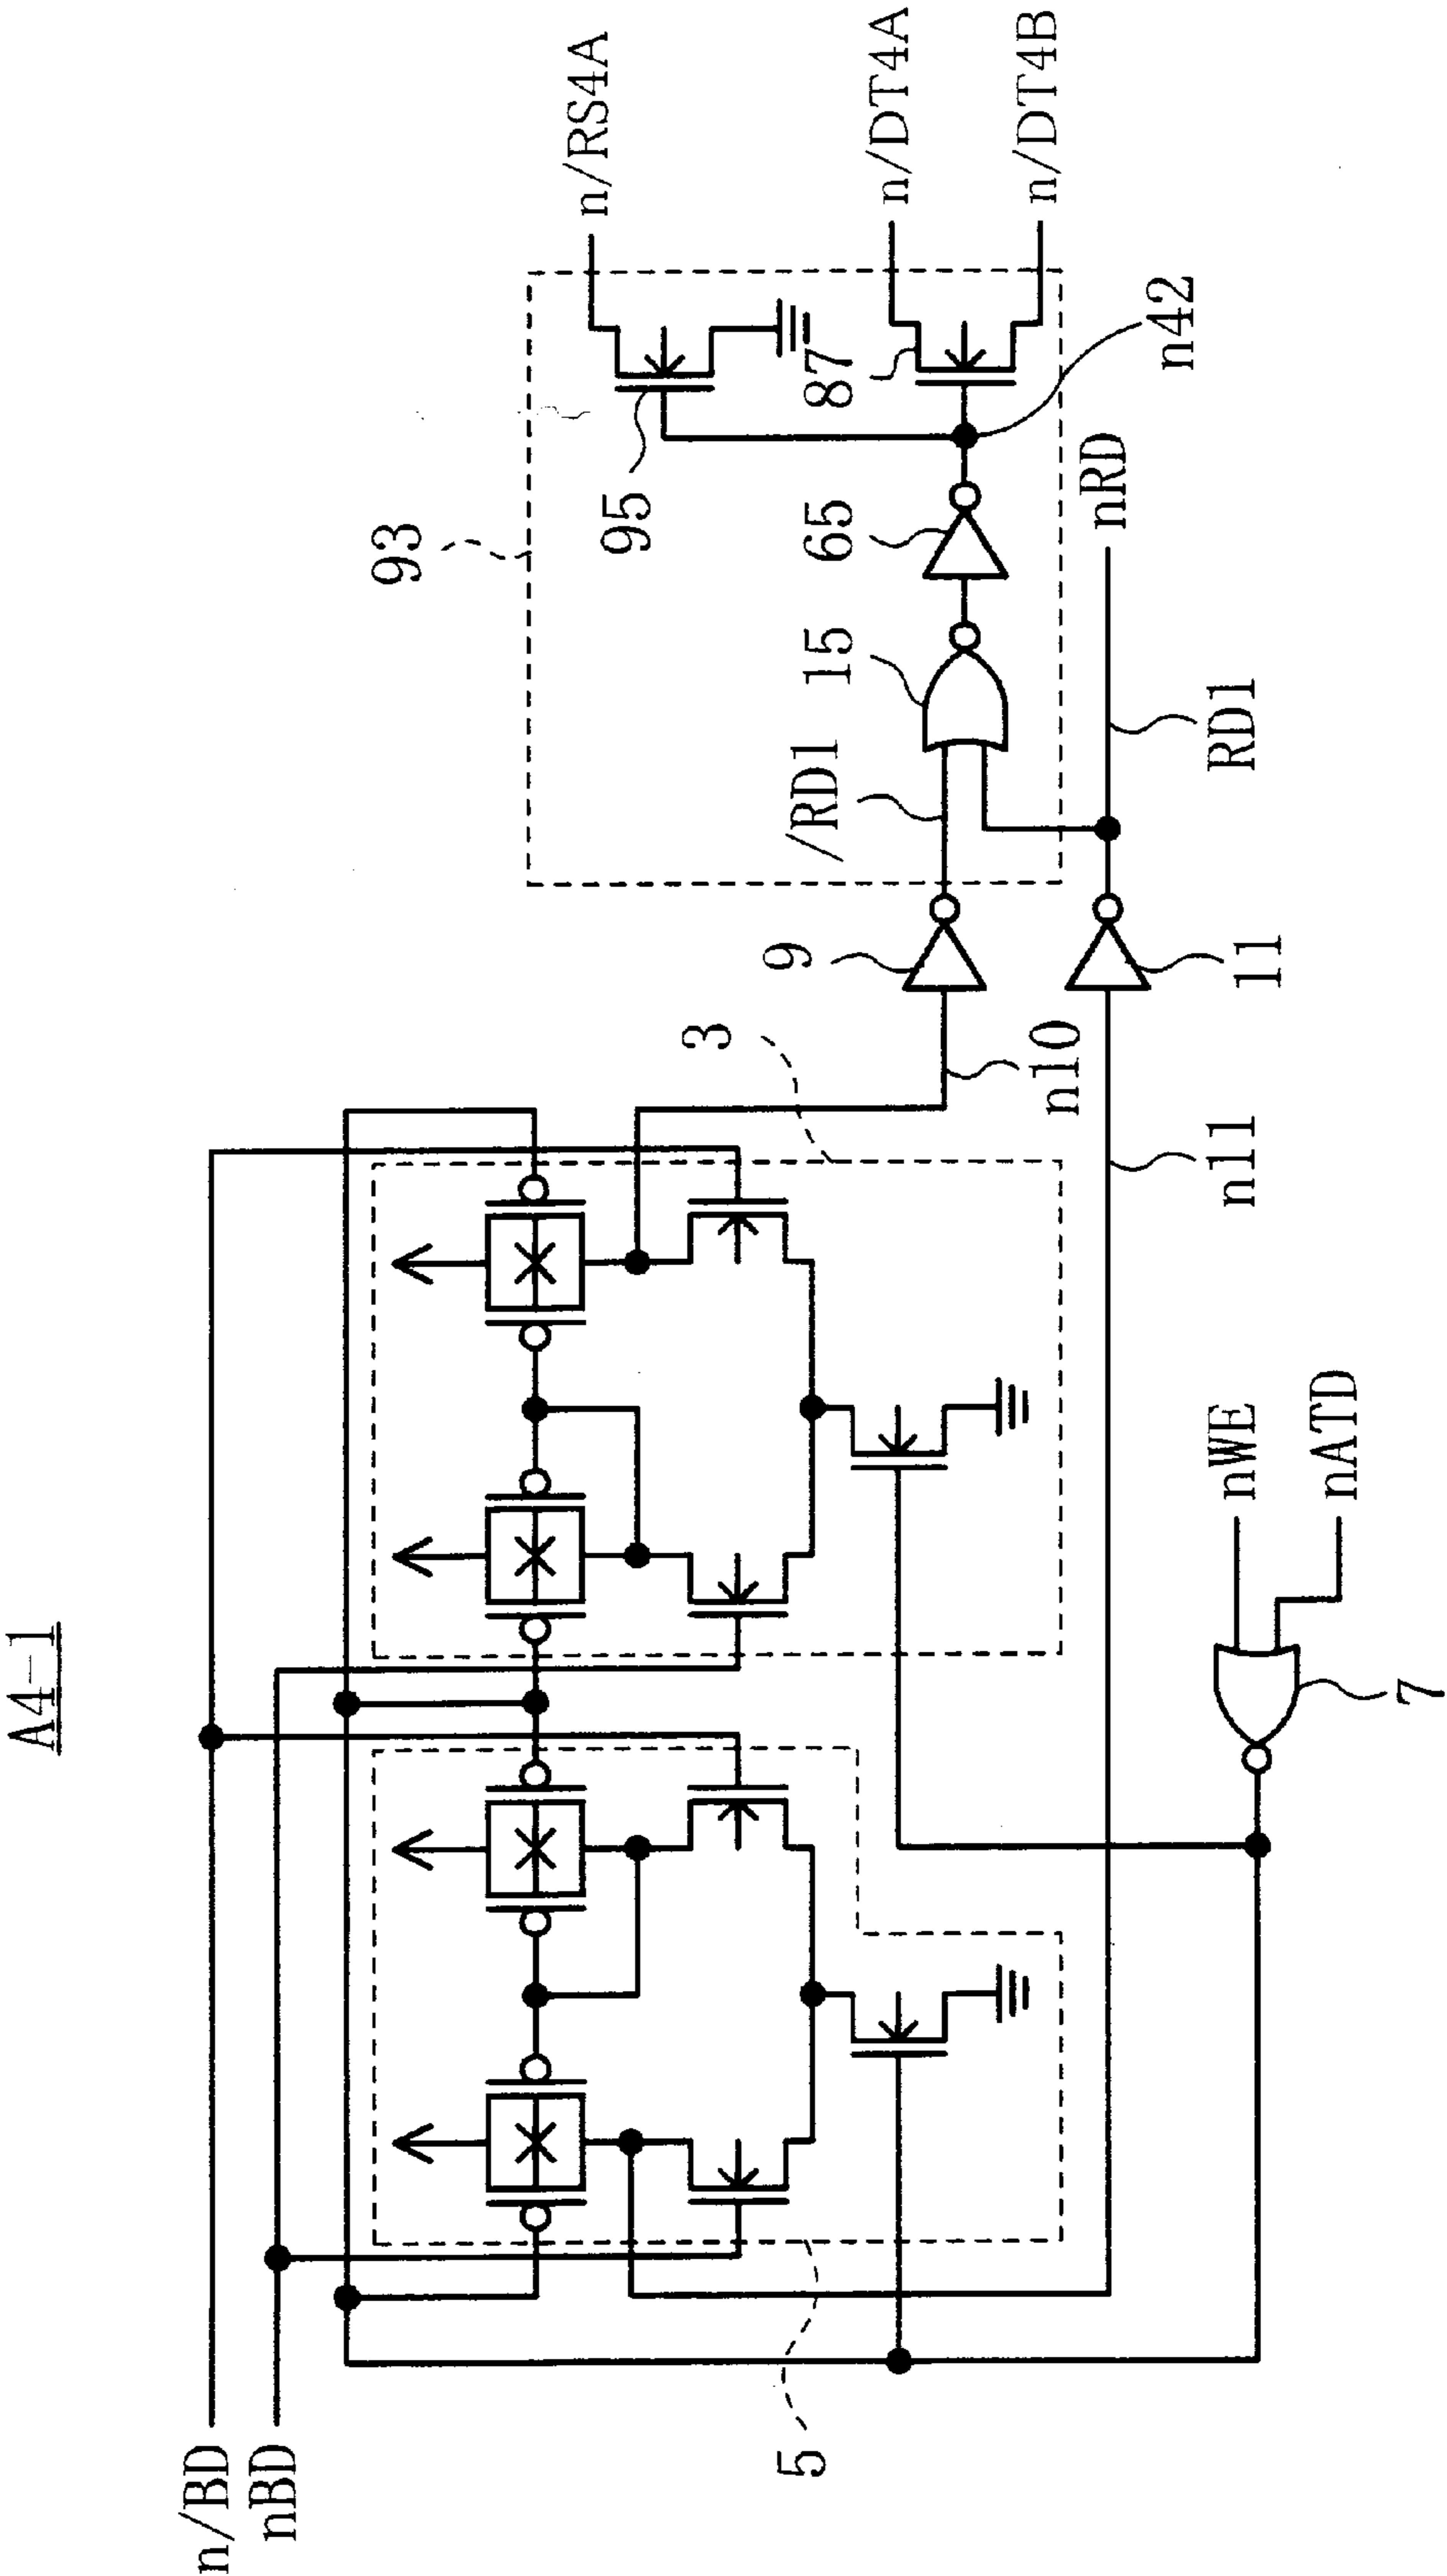 A4-1
n/BD
nBD
5
3
7
nWE
nATD
n10
n11
9
11
/RD1
RD1
nRD
15
65
93
95
87
n42
n/RS4A
n/DT4A
n/DT4B